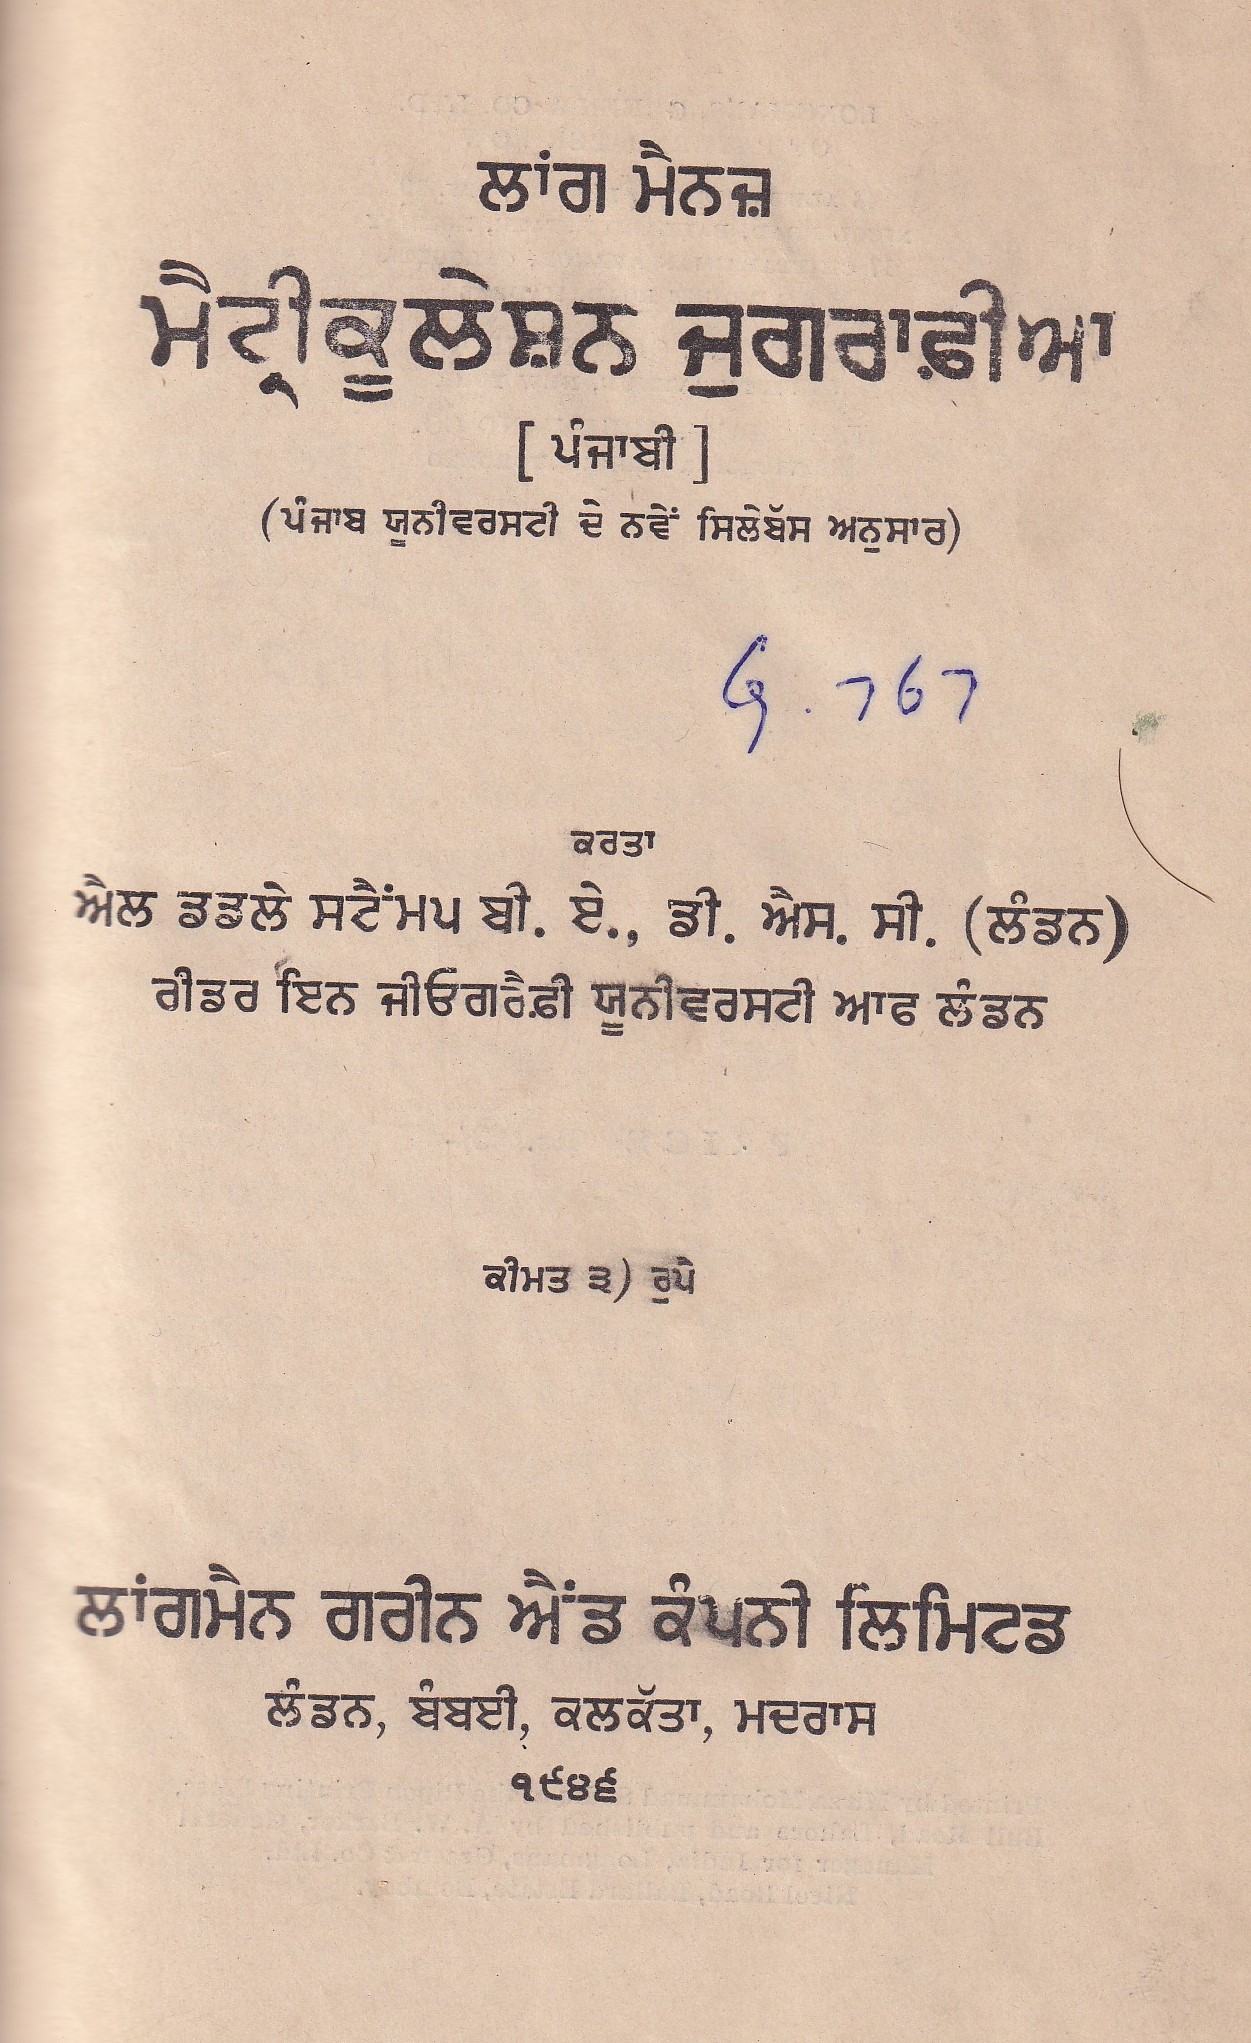 ਲਾਂਗ ਮੈਨਜ਼
ਮੈਟ੍ਰੀਕੂਲੇਸ਼ਨ ਜੁਗਰਾਫ਼ੀਆ
[ ਪੰਜਾਬੀ ]
(ਪੰਜਾਬ ਯੂਨੀਵਰਸਟੀ ਦੇ ਨਵੇਂ ਸਿਲੇਬੱਸ ਅਨੁਸਾਰ)
G. 767
ਕਰਤਾ
ਐਲ ਡਡਲੇ ਸਟੈਂਮਪ ਬੀ. ਏ., ਡੀ. ਐਸ. ਸੀ. (ਲੰਡਨ)
ਰੀਡਰ ਇਨ ਜੀਓਗਰੈਫ਼ੀ ਯੂਨੀਵਰਸਟੀ ਆਫ ਲੰਡਨ
ਕੀਮਤ ੩) ਰੁਪੈ
ਲਾਂਗਮੈਨ ਗਰੀਨ ਐਂਡ ਕੰਪਨੀ ਲਿਮਿਟਡ
ਲੰਡਨ, ਬੰਬਈ, ਕਲਕੱਤਾ, ਮਦਰਾਸ
੧੯੪੬